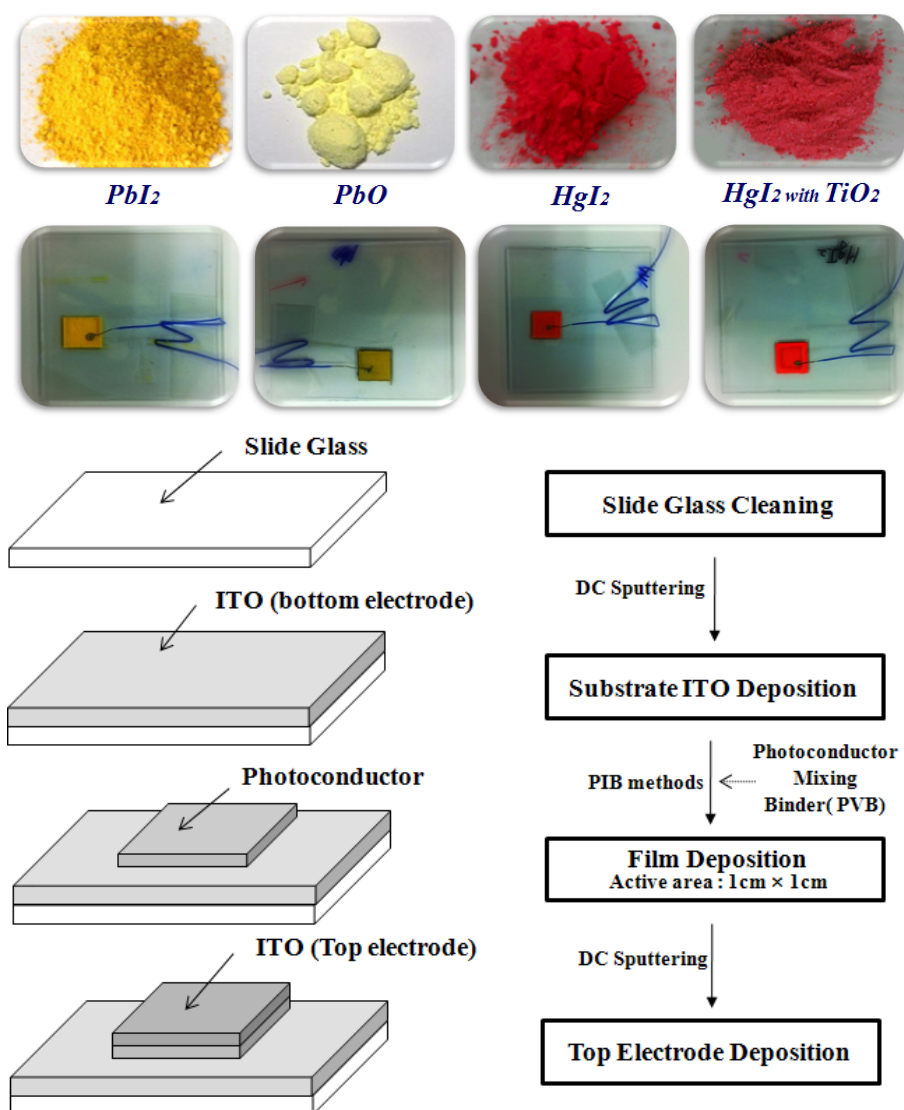 PbI₂
PbO
HgI₂
HgI₂ with TiO₂
HgI₂
Slide Glass
Slide Glass Cleaning
DC Sputtering
ITO (bottom electrode)
Substrate ITO Deposition
PIB methods
Photoconductor
Mixing
Binder( PVB)
Photoconductor
Film Deposition
Active area : 1cm × 1cm
DC Sputtering
ITO (Top electrode)
Top Electrode Deposition